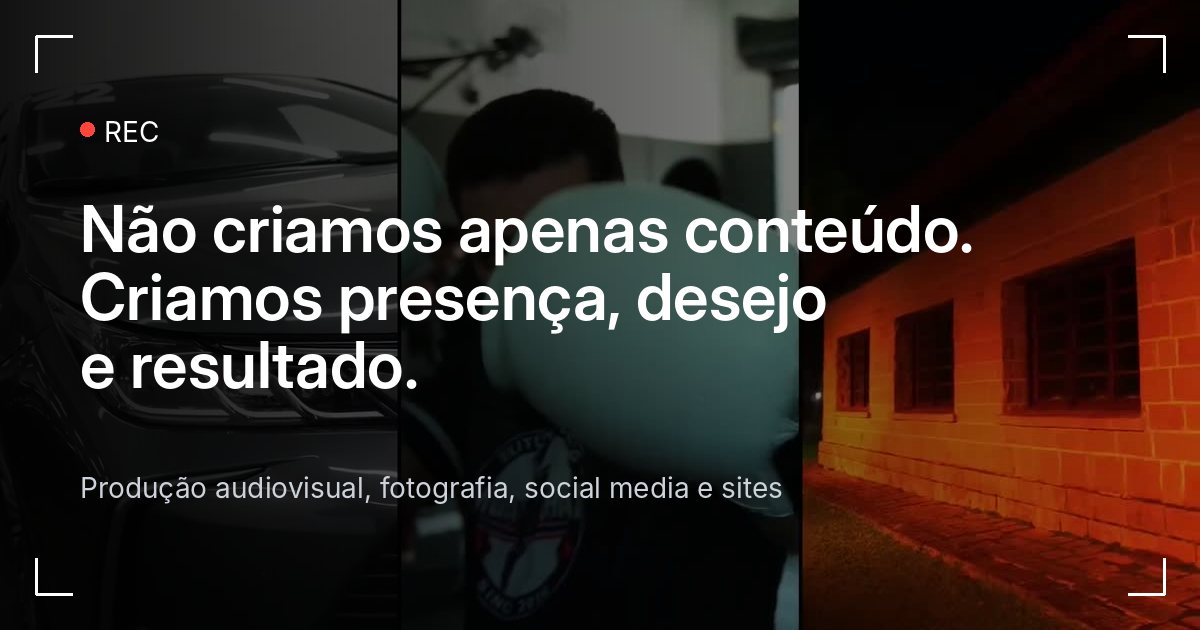 REC
Não criamos apenas conteúdo.
Criamos presença, desejo
e resultado.
Produção audiovisual, fotografia, social media e sites